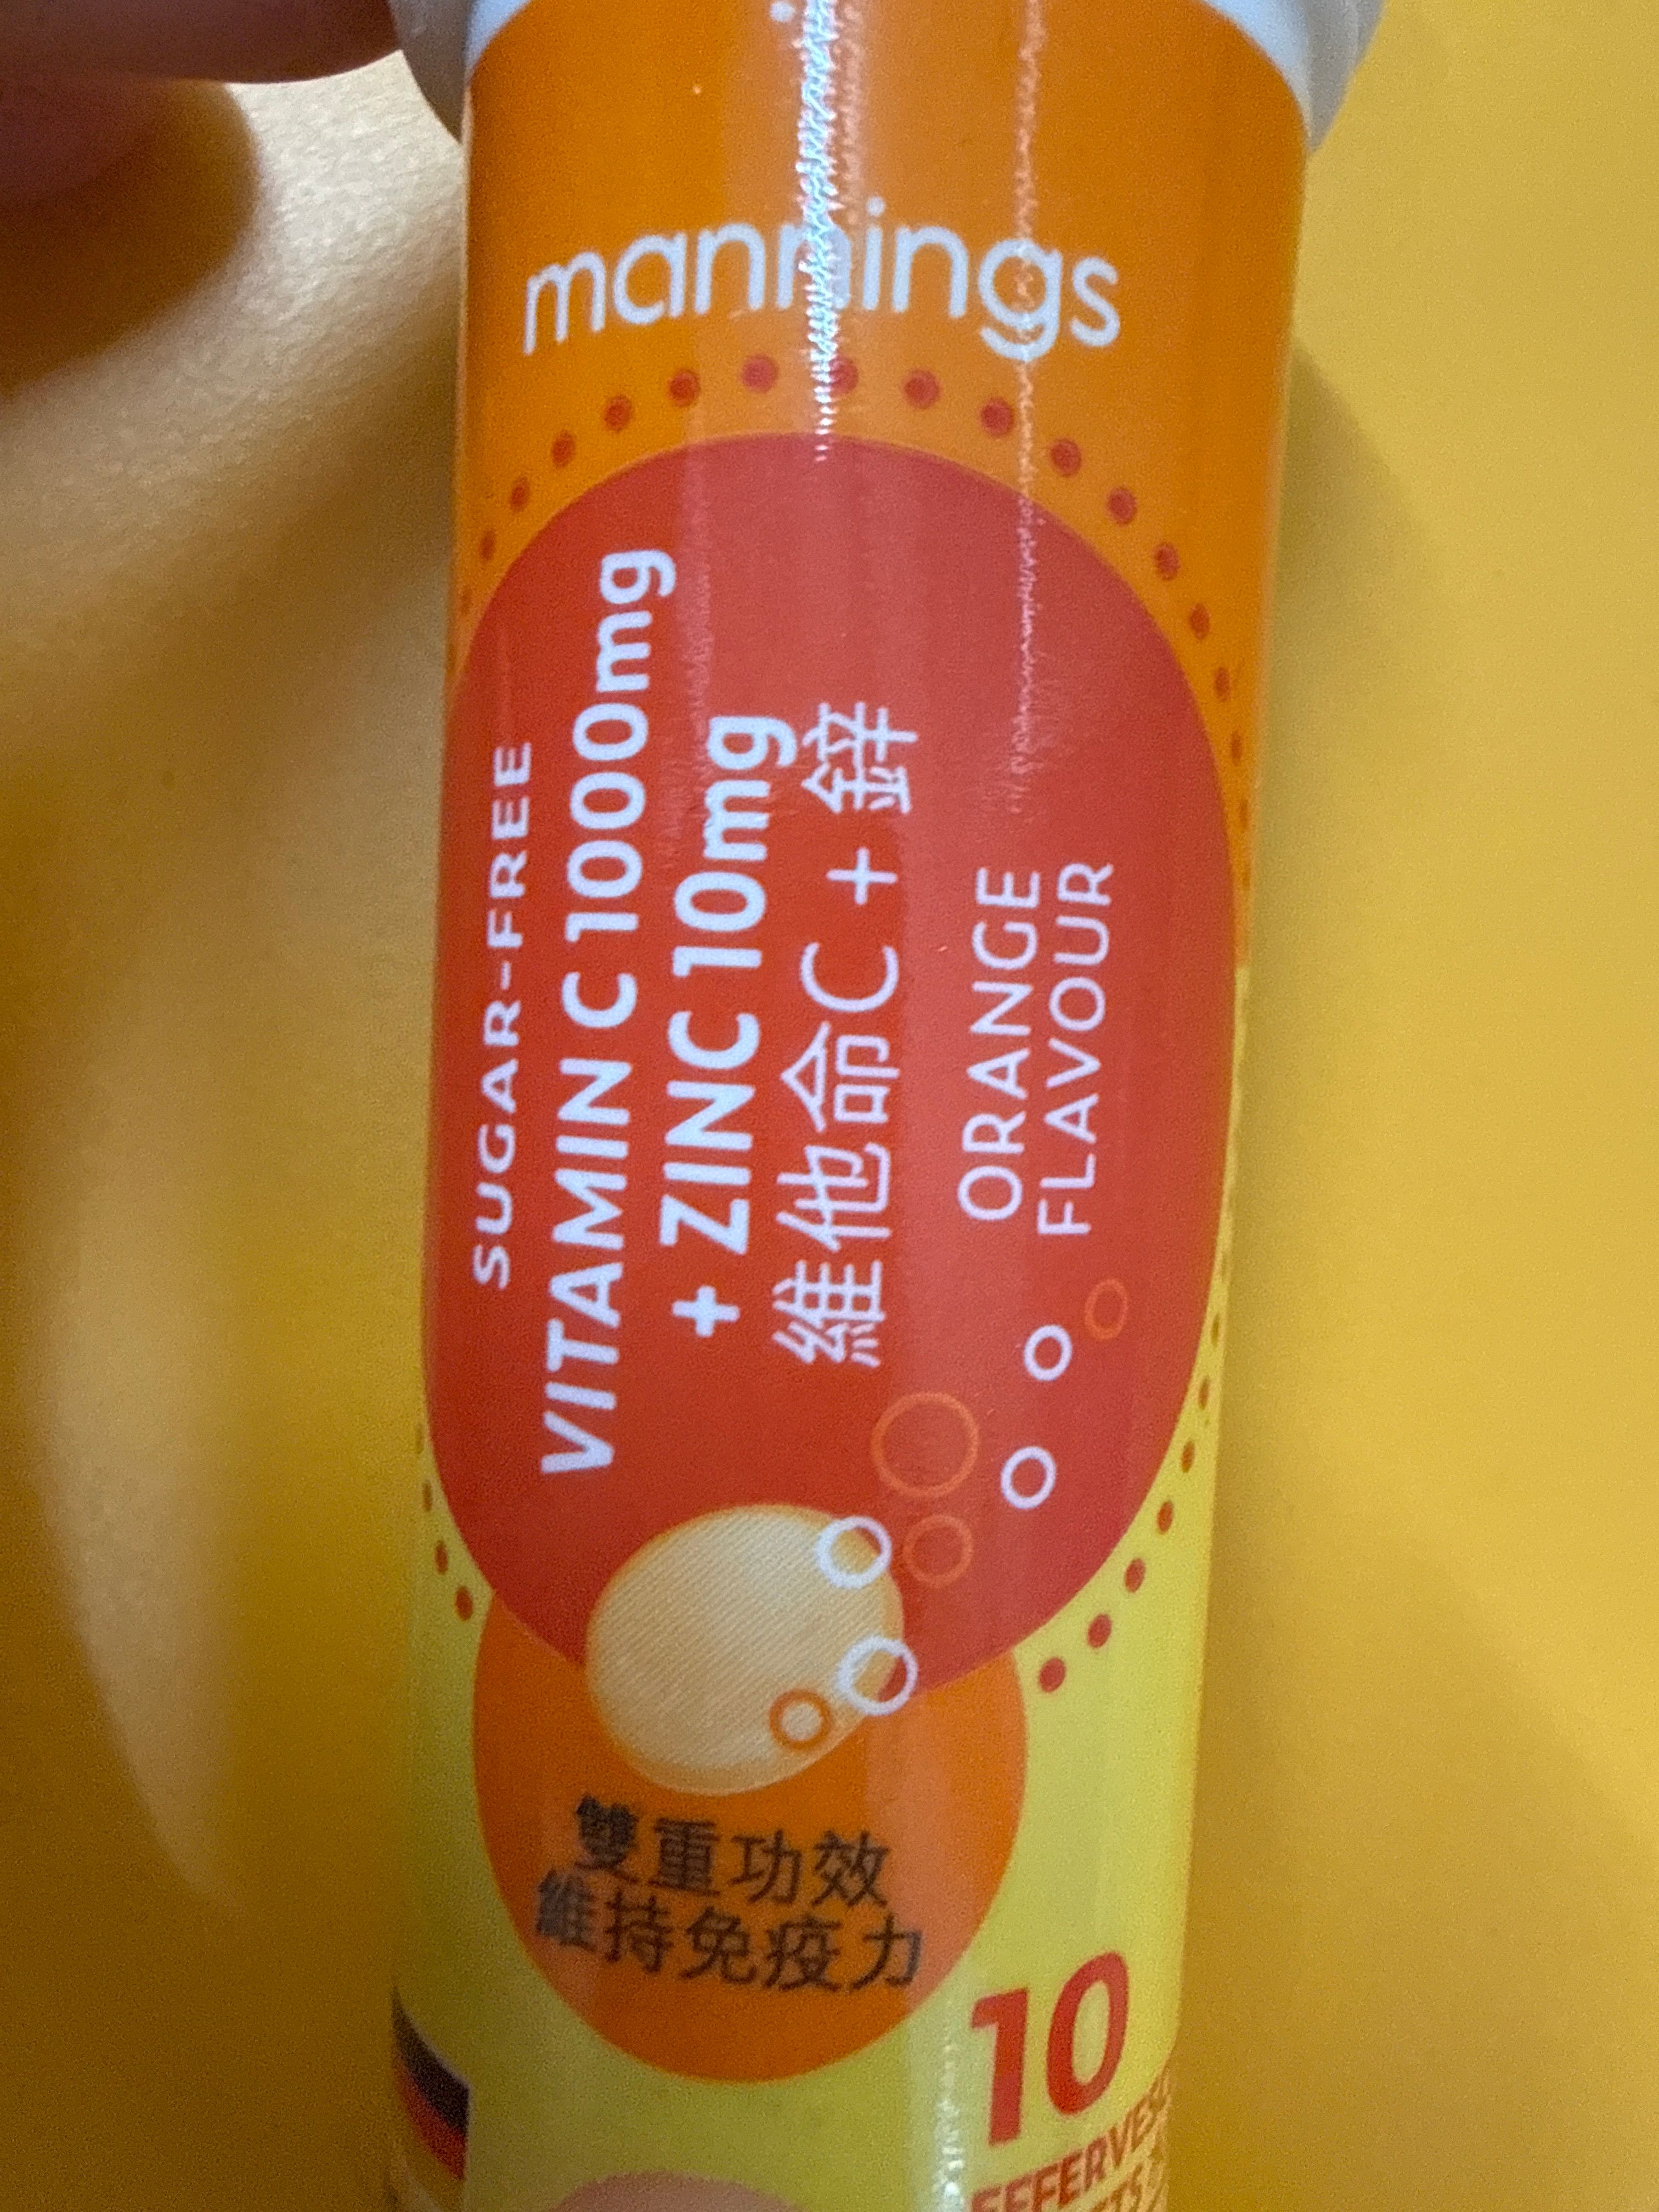 mannings
SUGAR-FREE
VITAMIN C 1000mg
+ ZINC 10mg
維他命C + 鋅
ORANGE
FLAVOUR
雙重功效
維持免疫力
10